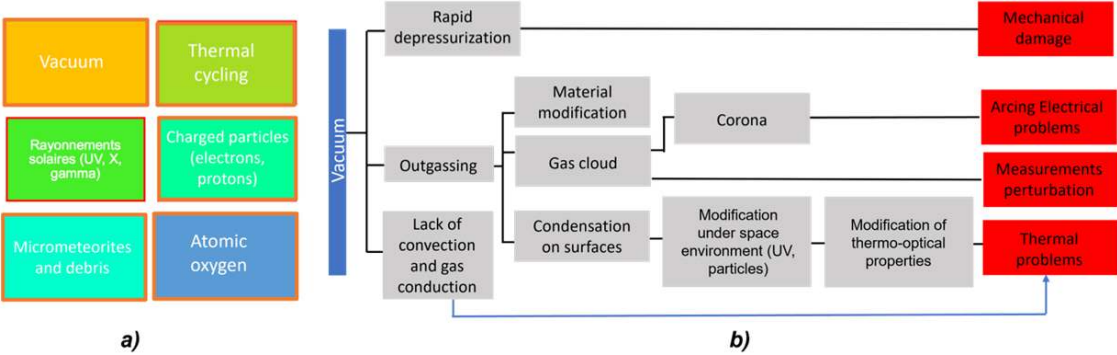 Vacuum
Thermal
cycling
Rayonnements
solaires (UV, X,
gamma)
Charged particles
(electrons,
protons)
Micrometeorites
and debris
Atomic
oxygen
a)
Vacuum
Rapid
depressurization
Mechanical
damage
Outgassing
Material
modification
Gas cloud
Corona
Arcing Electrical
problems
Measurements
perturbation
Condensation
on surfaces
Modification
under space
environment (UV,
particles)
Modification of
thermo-optical
properties
Thermal
problems
Lack of
convection
and gas
conduction
b)